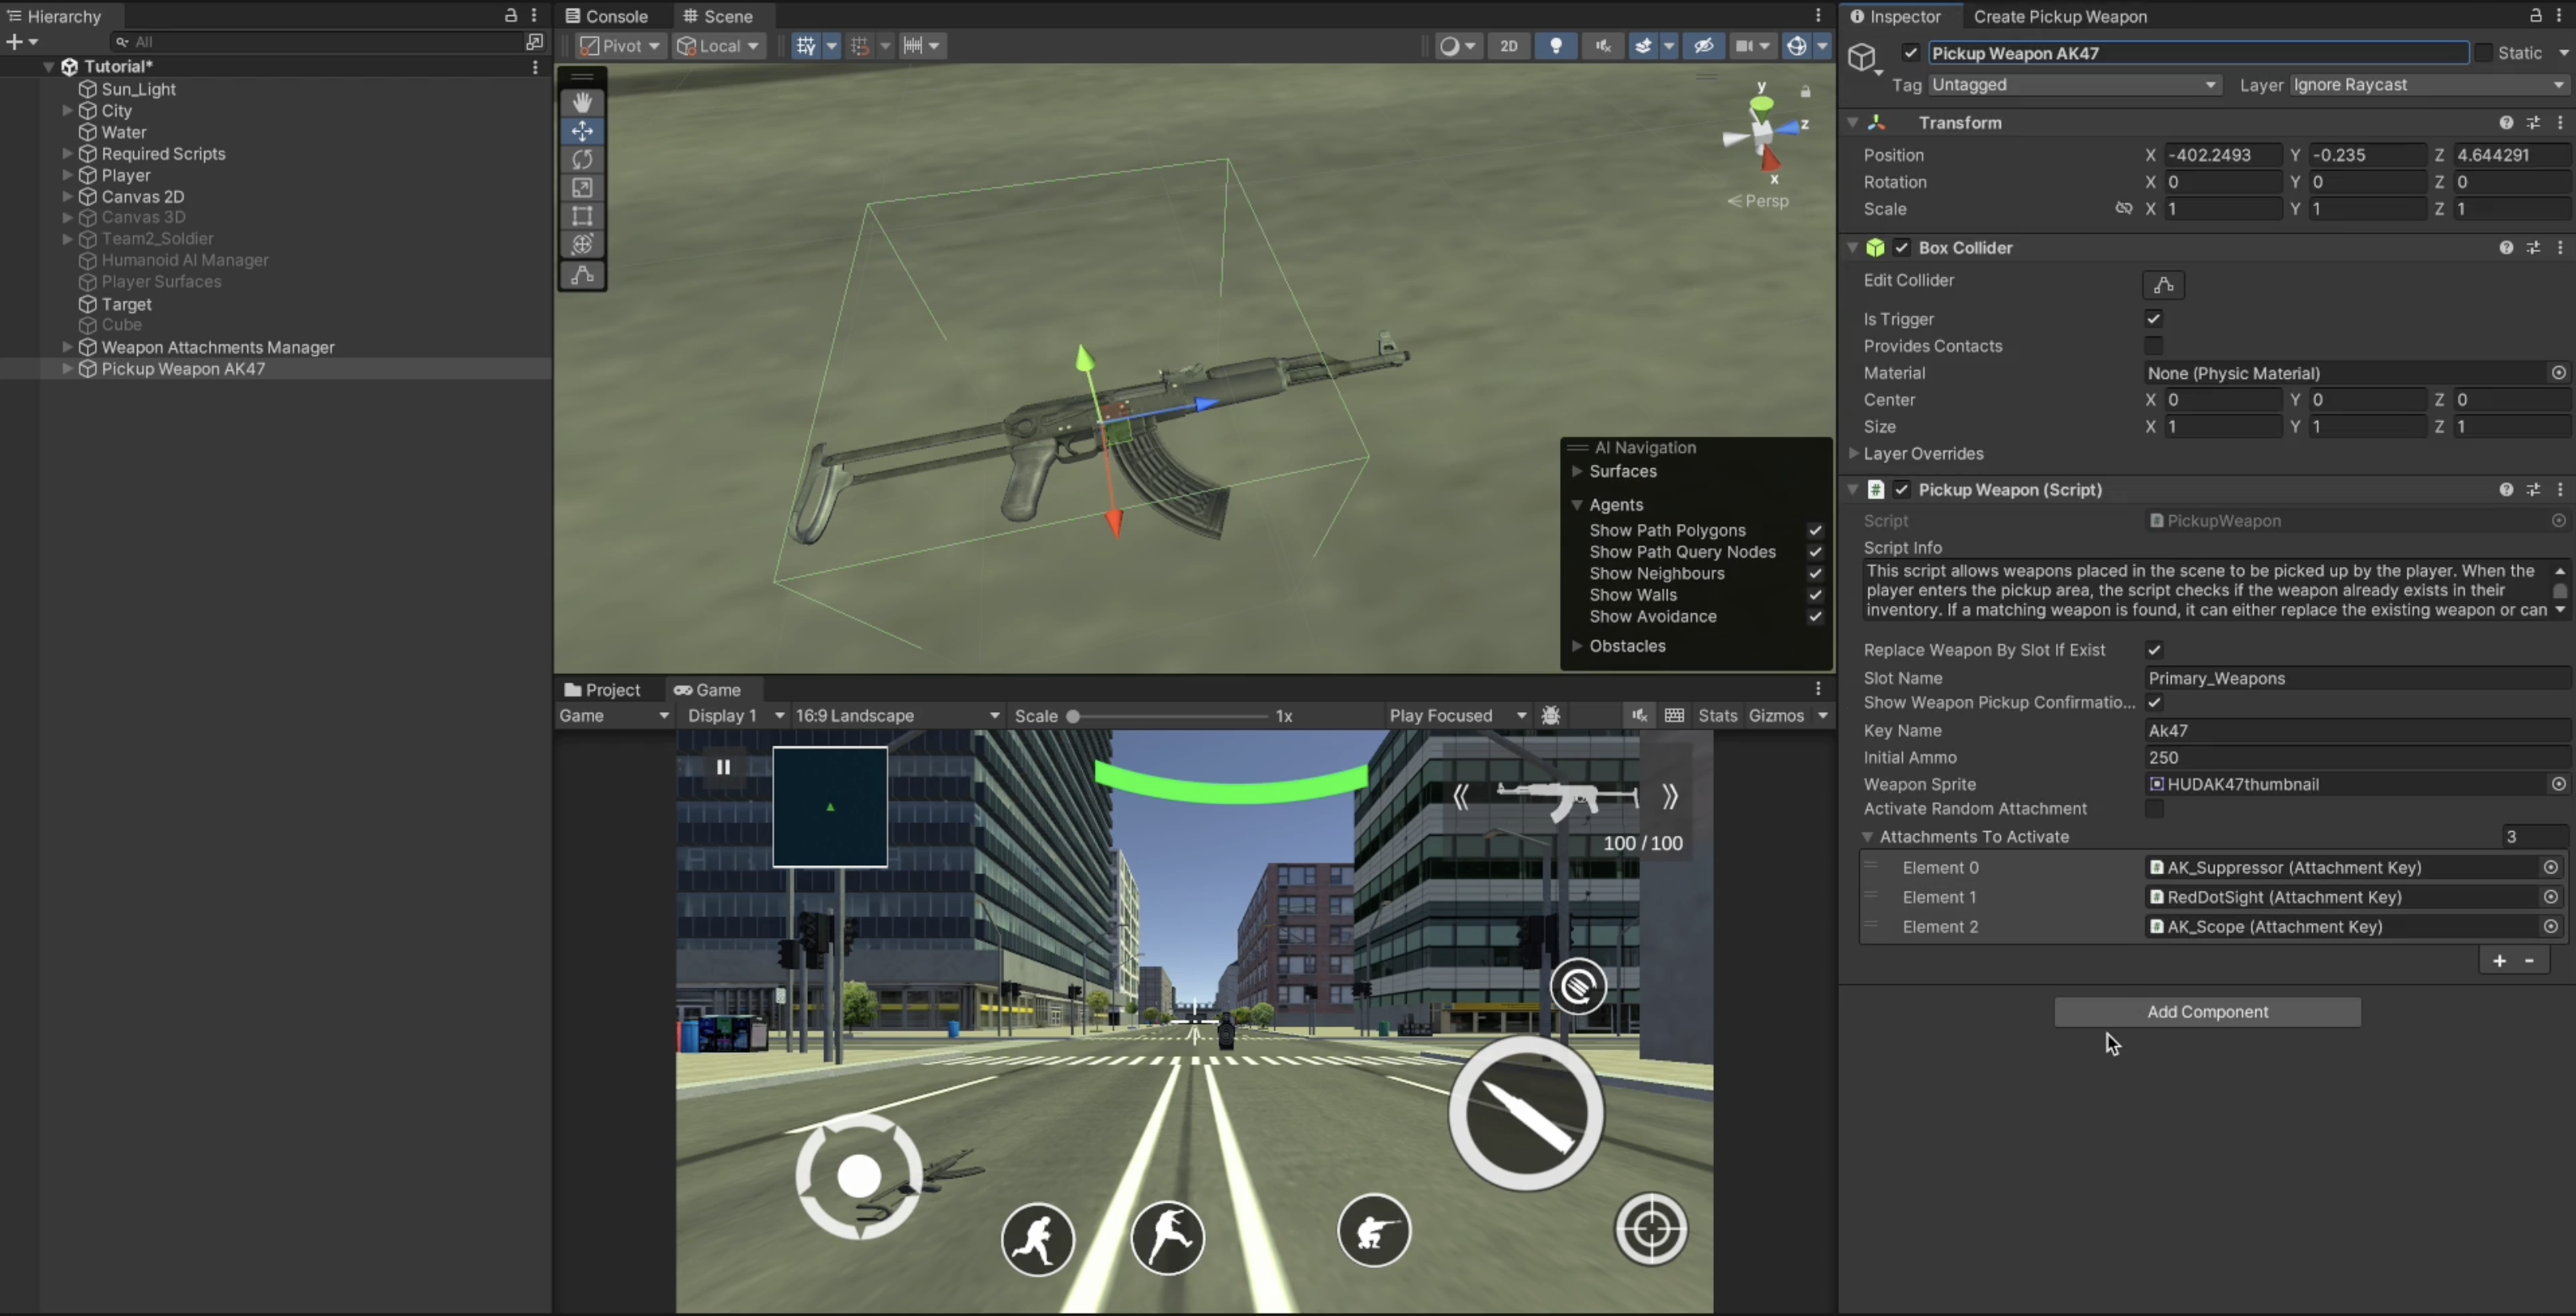 Hierarchy
All
Tutorial*
Sun_Light
City
Water
Required Scripts
Player
Canvas 2D
Canvas 3D
Team2_Soldier
Humanoid AI Manager
Player Surfaces
Target
Cube
Weapon Attachments Manager
Pickup Weapon AK47
Console Scene
Pivot Local 2D
y
z
x
Persp
AI Navigation
Surfaces
Agents
Show Path Polygons
Show Path Query Nodes
Show Neighbours
Show Walls
Show Avoidance
Obstacles
Project Game
Game Display 1 16:9 Landscape Scale 1x Play Focused Stats Gizmos
100 / 100
Inspector Create Pickup Weapon
Pickup Weapon AK47 Static
Tag Untagged Layer Ignore Raycast
Transform
Position X -402.2493 Y -0.235 Z 4.644291
Rotation X 0 Y 0 Z 0
Scale X 1 Y 1 Z 1
Box Collider
Edit Collider
Is Trigger
Provides Contacts
Material None (Physic Material)
Center X 0 Y 0 Z 0
Size X 1 Y 1 Z 1
Layer Overrides
# Pickup Weapon (Script)
Script PickupWeapon
Script Info
This script allows weapons placed in the scene to be picked up by the player. When the
player enters the pickup area, the script checks if the weapon already exists in their
inventory. If a matching weapon is found, it can either replace the existing weapon or can
Replace Weapon By Slot If Exist
Slot Name Primary_Weapons
Show Weapon Pickup Confirmatio...
Key Name Ak47
Initial Ammo 250
Weapon Sprite HUDAK47thumbnail
Activate Random Attachment
Attachments To Activate 3
Element 0 AK_Suppressor (Attachment Key)
Element 1 RedDotSight (Attachment Key)
Element 2 AK_Scope (Attachment Key)
+ -
Add Component